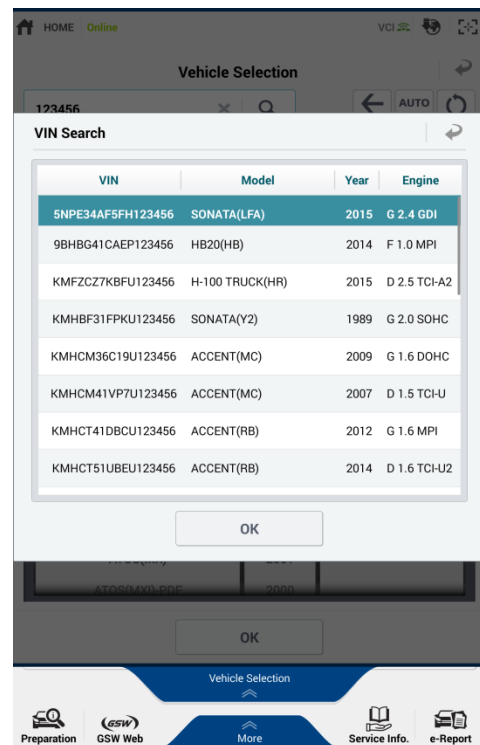 HOME Online VCI
Vehicle Selection
123456 AUTO
VIN Search
VIN Model Year Engine
5NPE34AF5FH123456 SONATA(LFA) 2015 G 2.4 GDI
9BHBG41CAEP123456 HB20(HB) 2014 F 1.0 MPI
KMFZCZ7KBFU123456 H-100 TRUCK(HR) 2015 D 2.5 TCI-A2
KMHBF31FPKU123456 SONATA(Y2) 1989 G 2.0 SOHC
KMHCM36C19U123456 ACCENT(MC) 2009 G 1.6 DOHC
KMHCM41VP7U123456 ACCENT(MC) 2007 D 1.5 TCI-U
KMHCT41DBCU123456 ACCENT(RB) 2012 G 1.6 MPI
KMHCT51UBEU123456 ACCENT(RB) 2014 D 1.6 TCI-U2
OK
ATOS(MXI)-PDE 2000
OK
Vehicle Selection
Preparation GSW Web More Service Info. e-Report
GSW